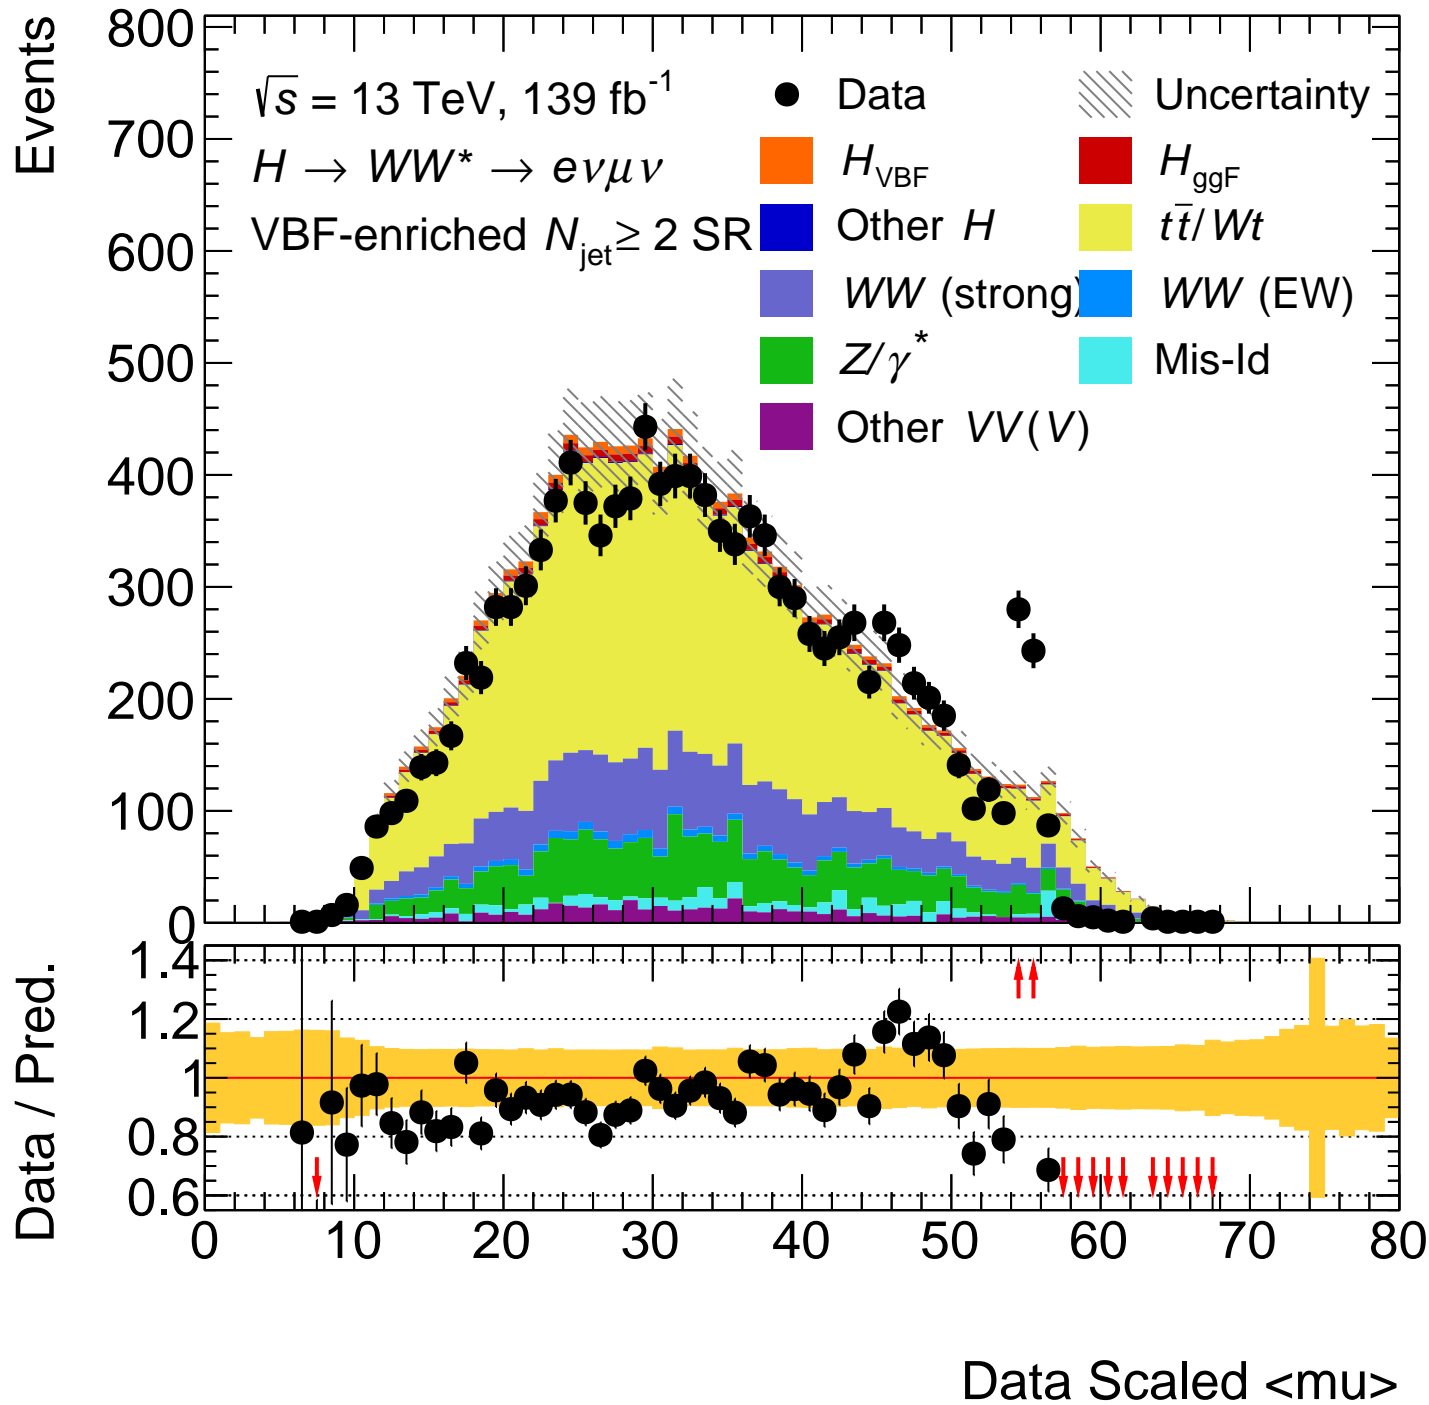 Events
800
700
600
500
400
300
200
100
0
√s = 13 TeV, 139 fb⁻¹
H → WW* → eνμν
VBF-enriched N_jet ≥ 2 SR
Data
Uncertainty
H_VBF
H_ggF
Other H
tt̄/Wt
WW (strong)
WW (EW)
Z/γ*
Mis-Id
Other VV(V)
Data / Pred.
1.4
1.2
1
0.8
0.6
0 10 20 30 40 50 60 70 80
Data Scaled <mu>